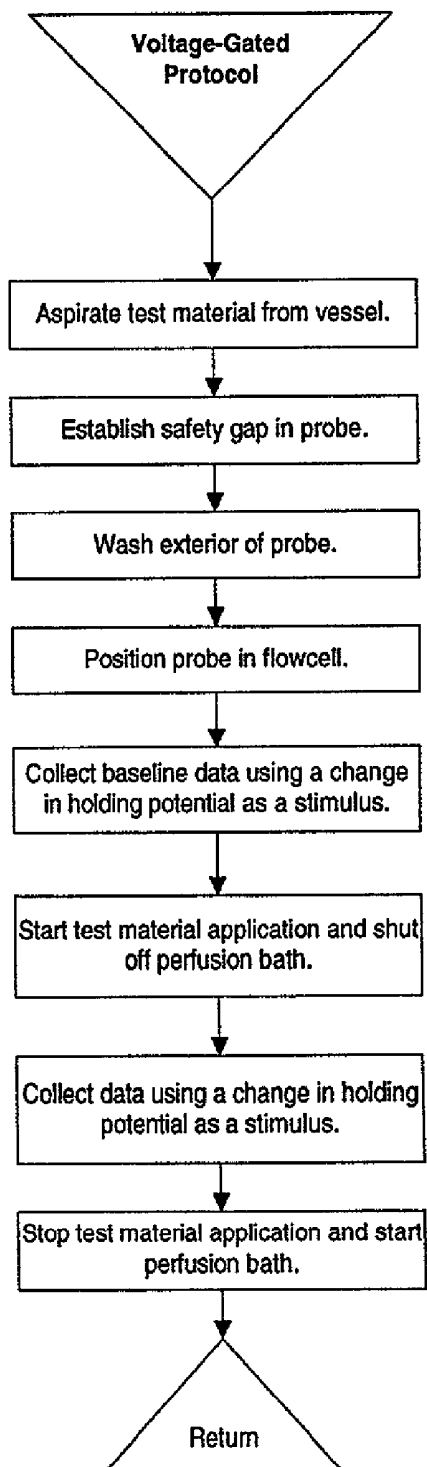 Voltage-Gated
Protocol
Aspirate test material from vessel.
Establish safety gap in probe.
Wash exterior of probe.
Position probe in flowcell.
Collect baseline data using a change
in holding potential as a stimulus.
Start test material application and shut
off perfusion bath.
Collect data using a change in holding
potential as a stimulus.
Stop test material application and start
perfusion bath.
Return